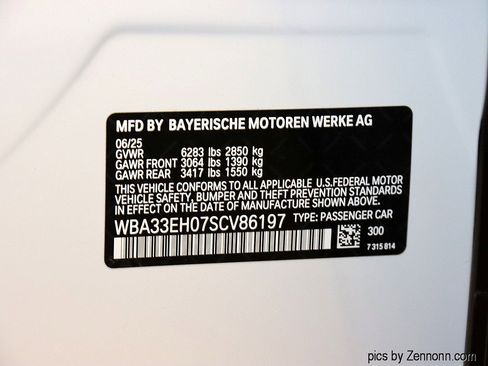 MFD BY BAYERISCHE MOTOREN WERKE AG
06/25
GVWR 6283 lbs 2850 kg
GAWR FRONT 3064 lbs 1390 kg
GAWR REAR 3417 lbs 1550 kg
THIS VEHICLE CONFORMS TO ALL APPLICABLE U.S.FEDERAL MOTOR
VEHICLE SAFETY, BUMPER, AND THEFT PREVENTION STANDARDS
IN EFFECT ON THE DATE OF MANUFACTURE SHOWN ABOVE.
WBA33EH07SCV86197 TYPE: PASSENGER CAR
300
7 315 814
pics by Zennonn.com